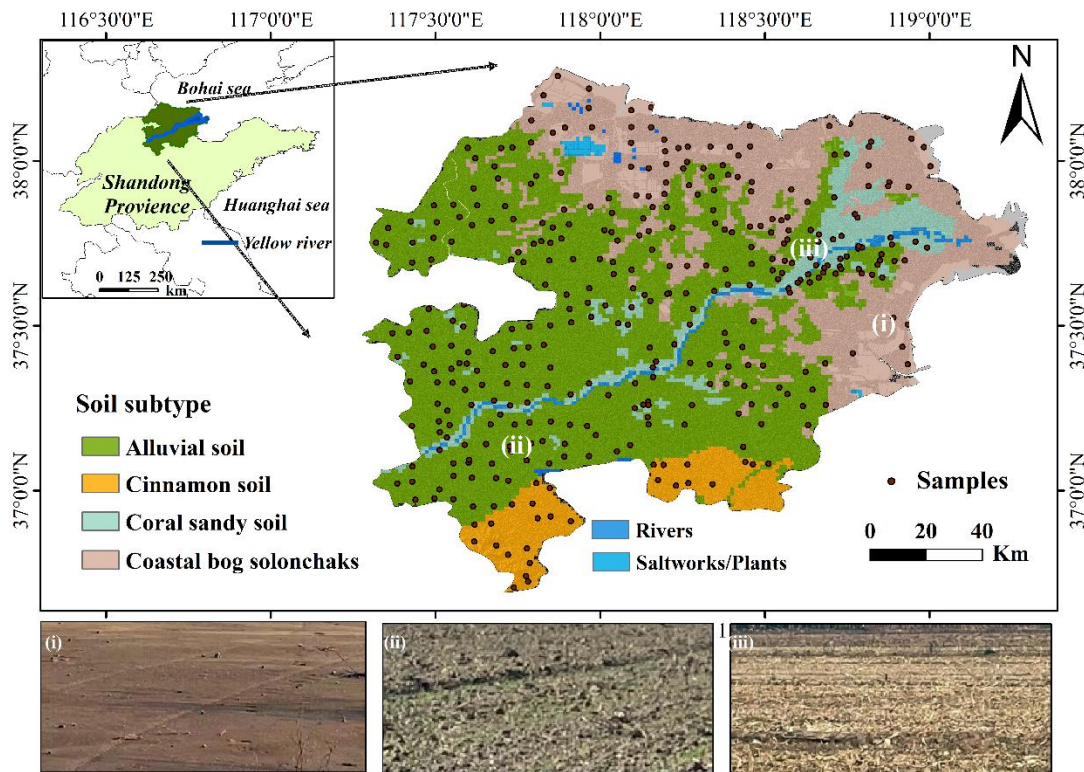 116°30'0"E 117°0'0"E 117°30'0"E 118°0'0"E 118°30'0"E 119°0'0"E
Bohai sea
N
38°0'0"N
38°0'0"N
Shandong
Provience
Huanghai sea
Yellow river
0 125 250
km
(iii)
37°30'0"N
(i)
37°30'0"N
Soil subtype
Alluvial soil
(ii)
Cinnamon soil
Samples
37°0'0"N
37°0'0"N
Coral sandy soil
Rivers
0 20 40
Km
Coastal bog solonchaks
Saltworks/Plants
1
(i)
(ii)
(iii)